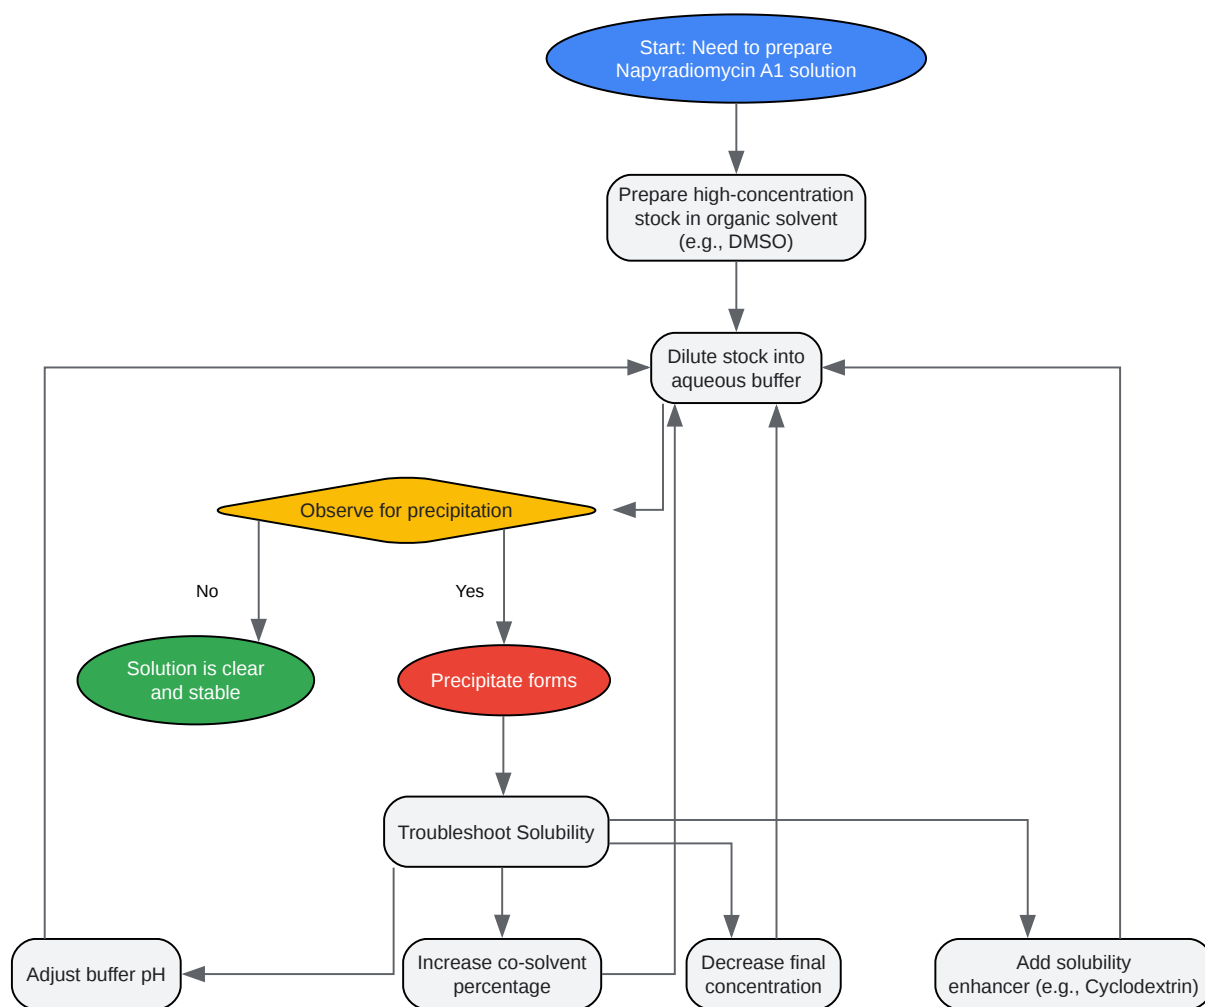 Start: Need to prepare
Napyradiomycin A1 solution
Prepare high-concentration
stock in organic solvent
(e.g., DMSO)
Dilute stock into
aqueous buffer
Observe for precipitation
No
Yes
Solution is clear
and stable
Precipitate forms
Troubleshoot Solubility
Adjust buffer pH
Increase co-solvent
percentage
Decrease final
concentration
Add solubility
enhancer (e.g., Cyclodextrin)